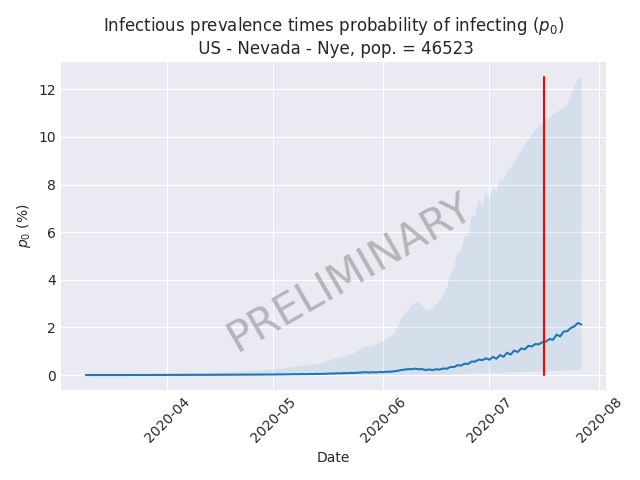 Infectious prevalence times probability of infecting (p₀)
US - Nevada - Nye, pop. = 46523
12
10
8
6
4
2
0
p₀ (%)
PRELIMINARY
2020-04
2020-05
2020-06
2020-07
2020-08
Date